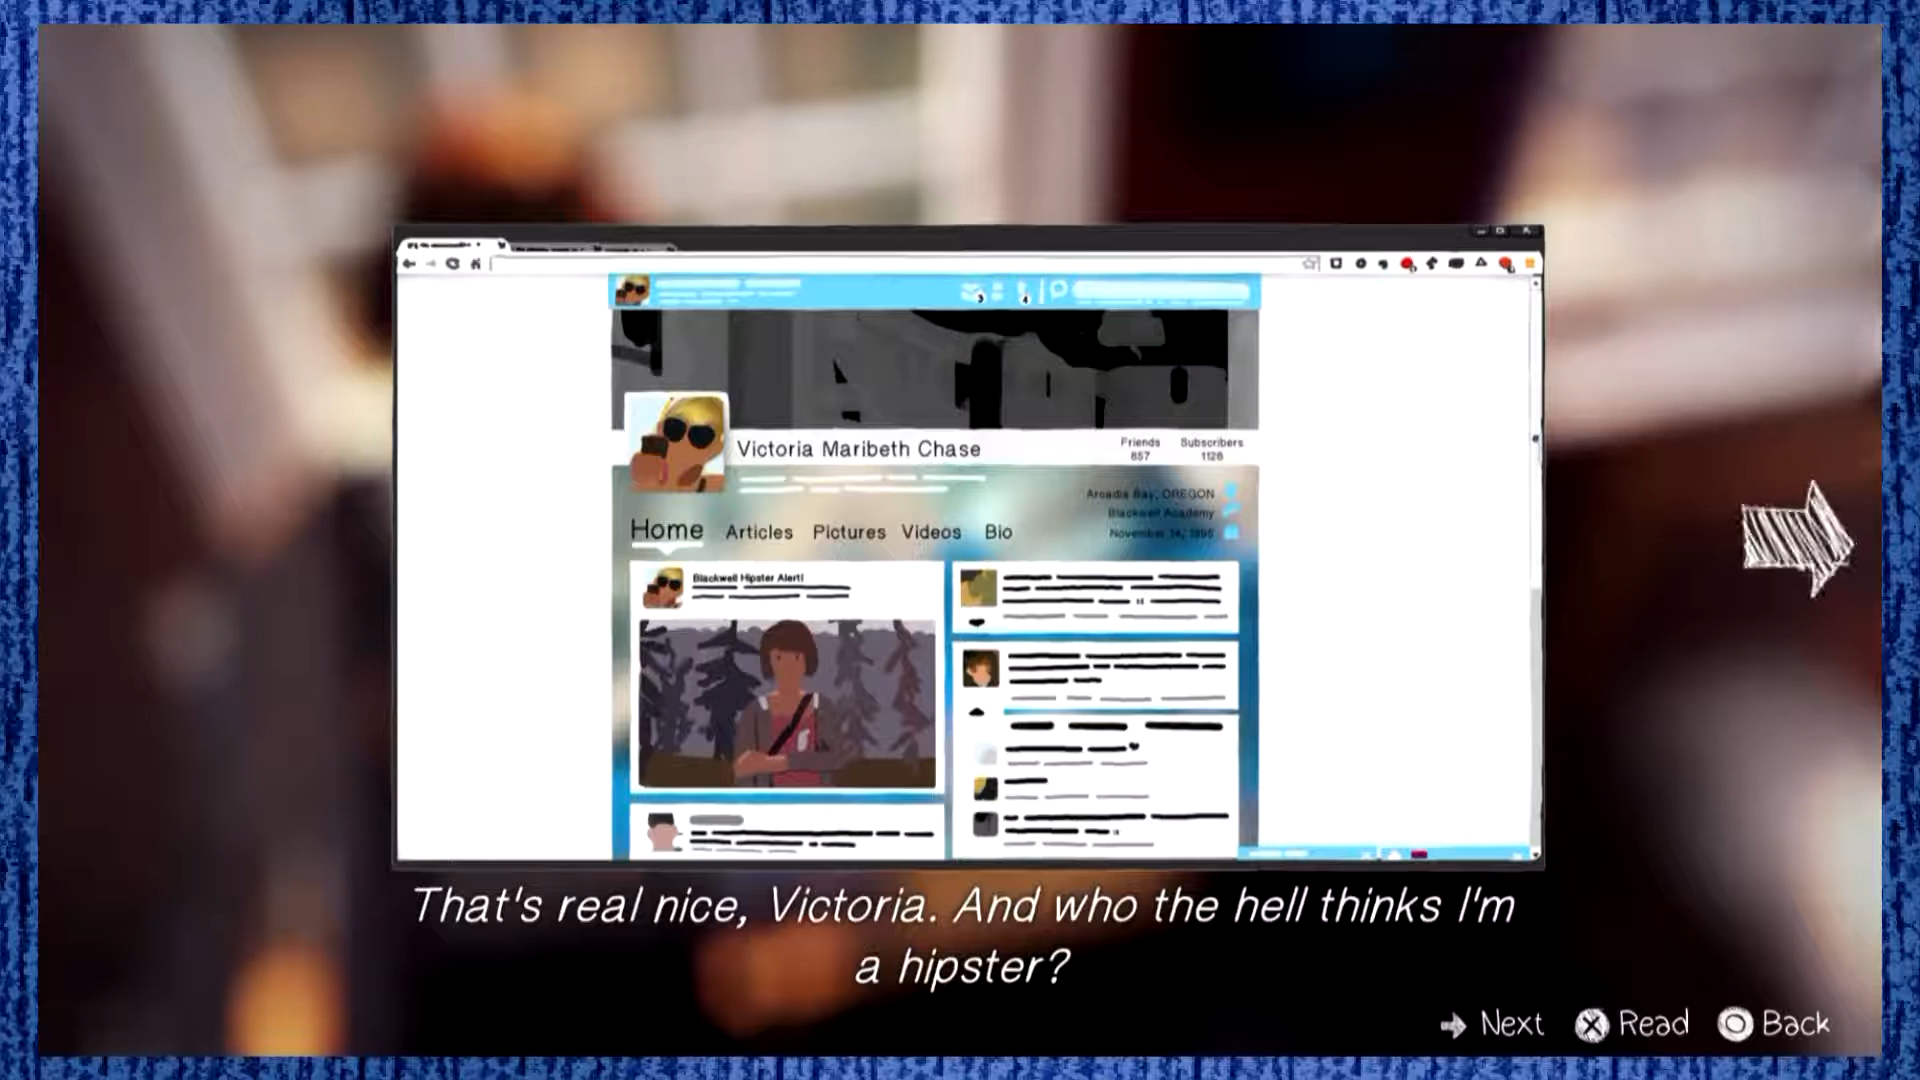 Victoria Maribeth Chase
Friends
857
Subscribers
1128
Arcadia Bay, OREGON
Blackwell Academy
Home Articles Pictures Videos Bio
Blackwell Hipster Alert!
That's real nice, Victoria. And who the hell thinks I'm
a hipster?
Next Read Back